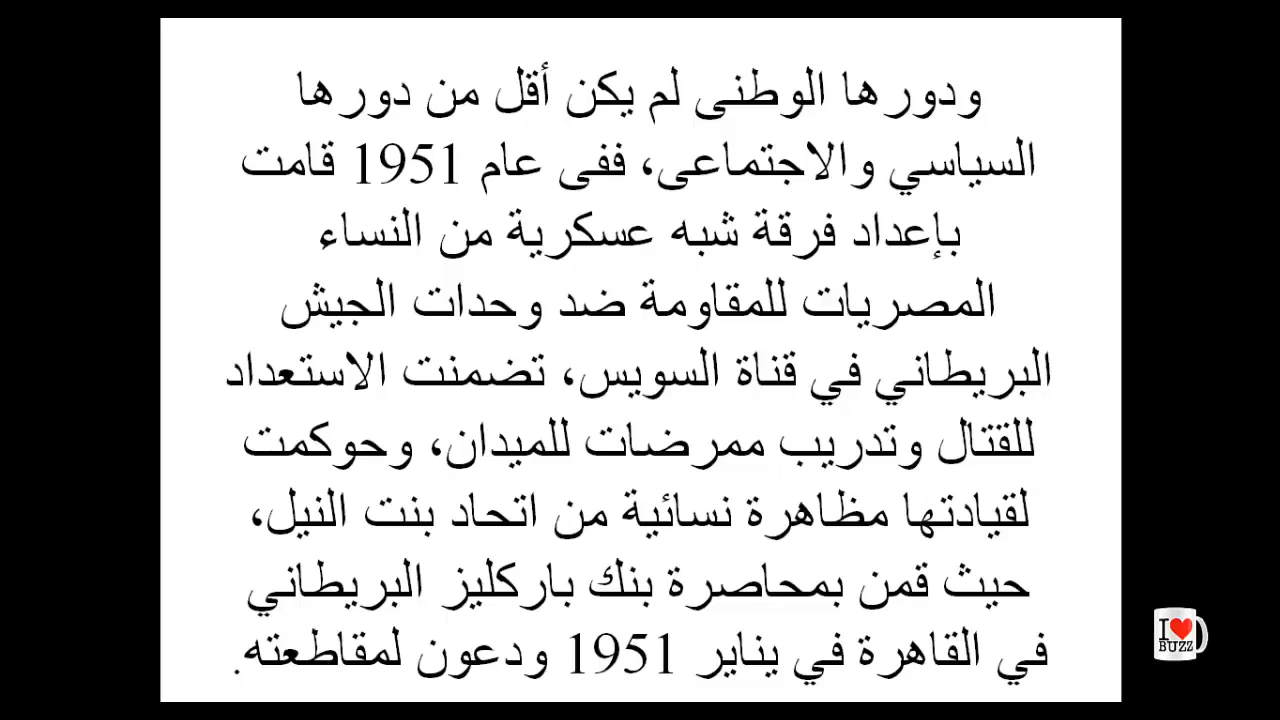 ودورها الوطنى لم يكن أقل من دورها
السياسي والاجتماعى، ففى عام 1951 قامت
بإعداد فرقة شبه عسكرية من النساء
المصريات للمقاومة ضد وحدات الجيش
البريطاني في قناة السويس، تضمنت الاستعداد
للقتال وتدريب ممرضات للميدان، وحوكمت
لقيادتها مظاهرة نسائية من اتحاد بنت النيل،
حيث قمن بمحاصرة بنك باركليز البريطاني
في القاهرة في يناير 1951 ودعون لمقاطعته.
I ❤
BUZZ